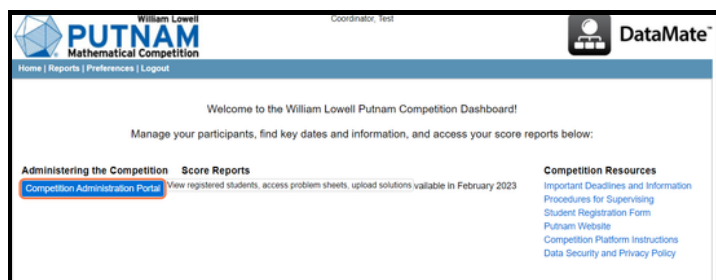 William Lowell
PUTNAM
Mathematical Competition
Coordinator, Test
DataMate
Home | Reports | Preferences | Logout
Welcome to the William Lowell Putnam Competition Dashboard!
Manage your participants, find key dates and information, and access your score reports below:
Administering the Competition
Competition Administration Portal
Score Reports
View registered students, access problem sheets, upload solutions
vailable in February 2023
Competition Resources
Important Deadlines and Information
Procedures for Supervising
Student Registration Form
Putnam Website
Competition Platform Instructions
Data Security and Privacy Policy